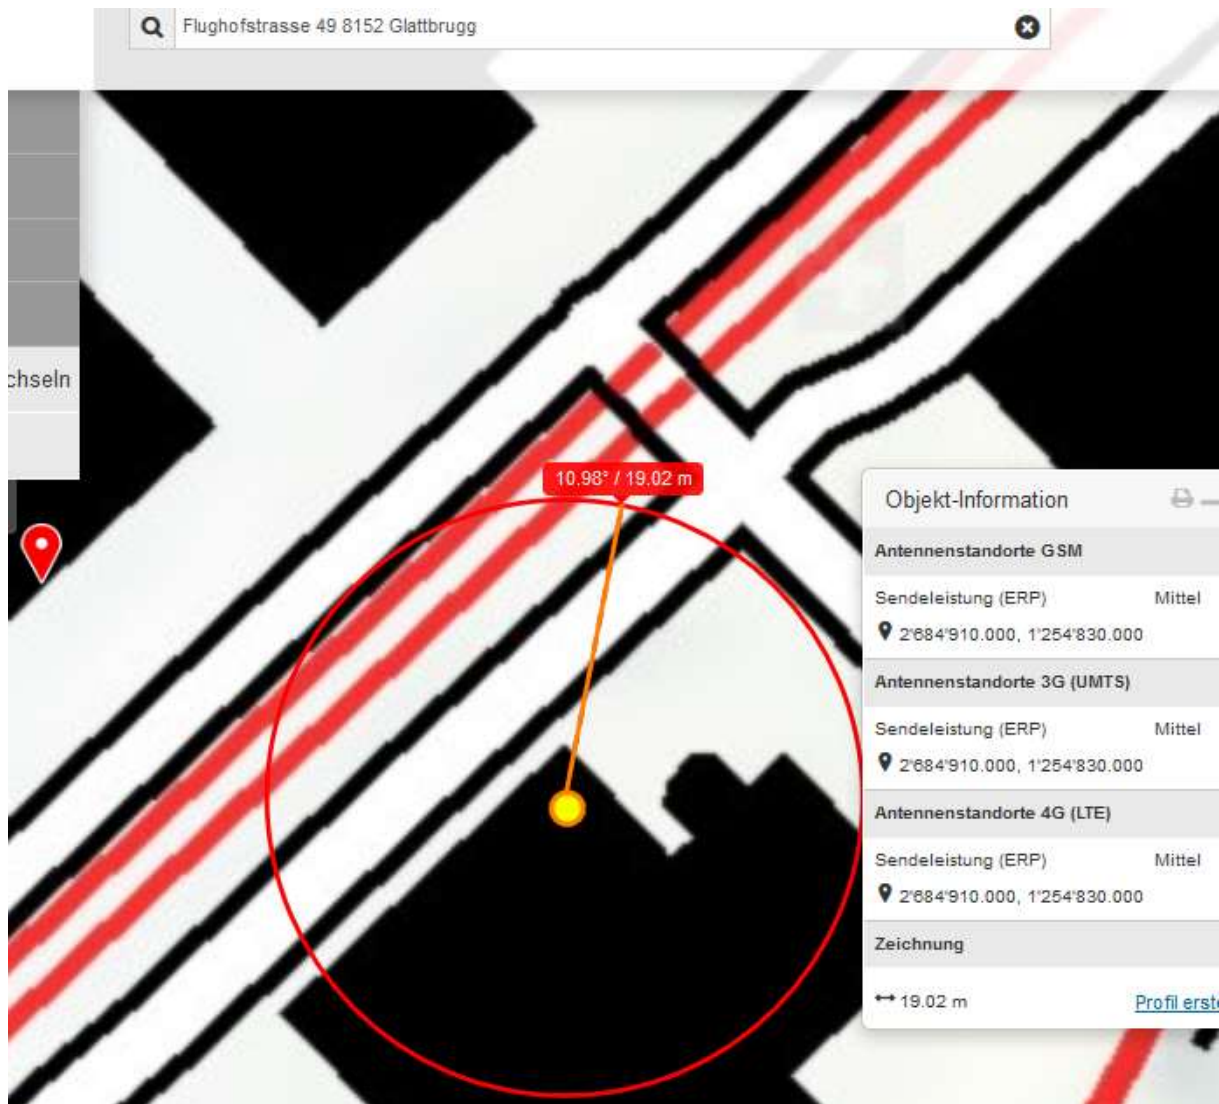 Flughofstrasse 49 8152 Glattbrugg
chseln
10.98° / 19.02 m
Objekt-Information
Antennenstandorte GSM
Sendeleistung (ERP) Mittel
2'684'910.000, 1'254'830.000
Antennenstandorte 3G (UMTS)
Sendeleistung (ERP) Mittel
2'684'910.000, 1'254'830.000
Antennenstandorte 4G (LTE)
Sendeleistung (ERP) Mittel
2'684'910.000, 1'254'830.000
Zeichnung
19.02 m Profil erste